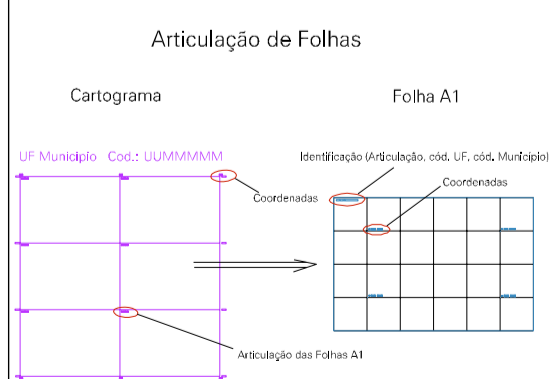 Articulação de Folhas
Cartograma
Folha A1
UF Municipio Cod.: UUMMMMM
Identificação (Articulação, cód. UF, cód. Município)
Coordenadas
Coordenadas
Articulação das Folhas A1